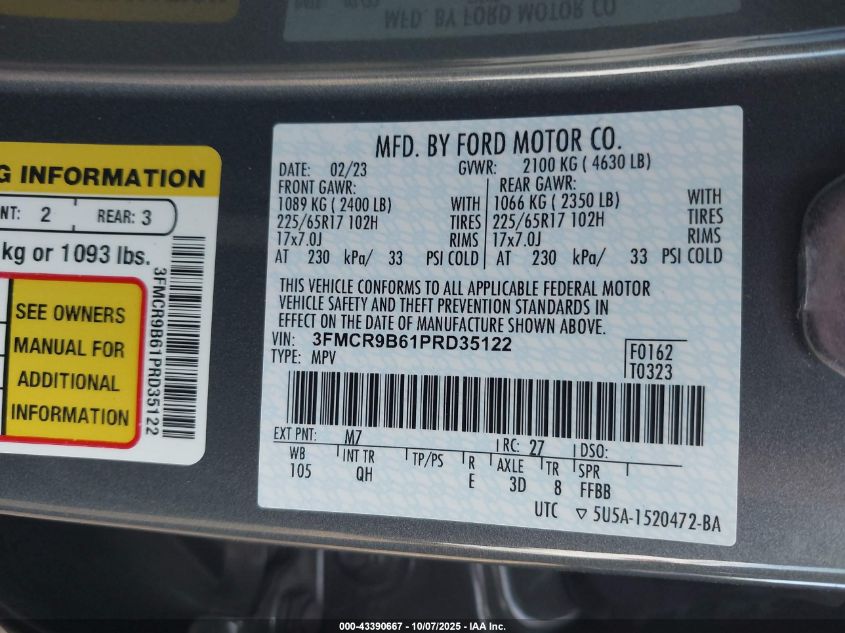 MFD. BY FORD MOTOR CO.
G INFORMATION
NT: 2 REAR: 3
kg or 1093 lbs.
SEE OWNERS
MANUAL FOR
ADDITIONAL
INFORMATION
3FMCR9B61PRD35122
MFD. BY FORD MOTOR CO.
DATE: 02/23 GVWR: 2100 KG ( 4630 LB)
FRONT GAWR: REAR GAWR:
1089 KG ( 2400 LB) WITH 1066 KG ( 2350 LB) WITH
225/65R17 102H TIRES 225/65R17 102H TIRES
17x7.0J RIMS 17x7.0J RIMS
AT 230 kPa/ 33 PSI COLD AT 230 kPa/ 33 PSI COLD
THIS VEHICLE CONFORMS TO ALL APPLICABLE FEDERAL MOTOR
VEHICLE SAFETY AND THEFT PREVENTION STANDARDS IN
EFFECT ON THE DATE OF MANUFACTURE SHOWN ABOVE.
VIN: 3FMCR9B61PRD35122
TYPE: MPV
F0162
T0323
EXT PNT: M7 RC: 27 DSO:
WB INT TR TP/PS R AXLE TR SPR
105 QH E 3D 8 FFBB
UTC ▽ 5U5A-1520472-BA
000-43390667 - 10/07/2025 - IAA Inc.